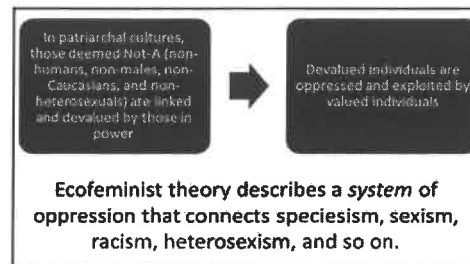 In patriarchal cultures,
those deemed Not-A (non-
humans, non-males, non-
Caucasians, and non-
heterosexuals) are linked
and devalued by those in
power
Devalued individuals are
oppressed and exploited by
valued individuals
Ecofeminist theory describes a system of
oppression that connects speciesism, sexism,
racism, heterosexism, and so on.